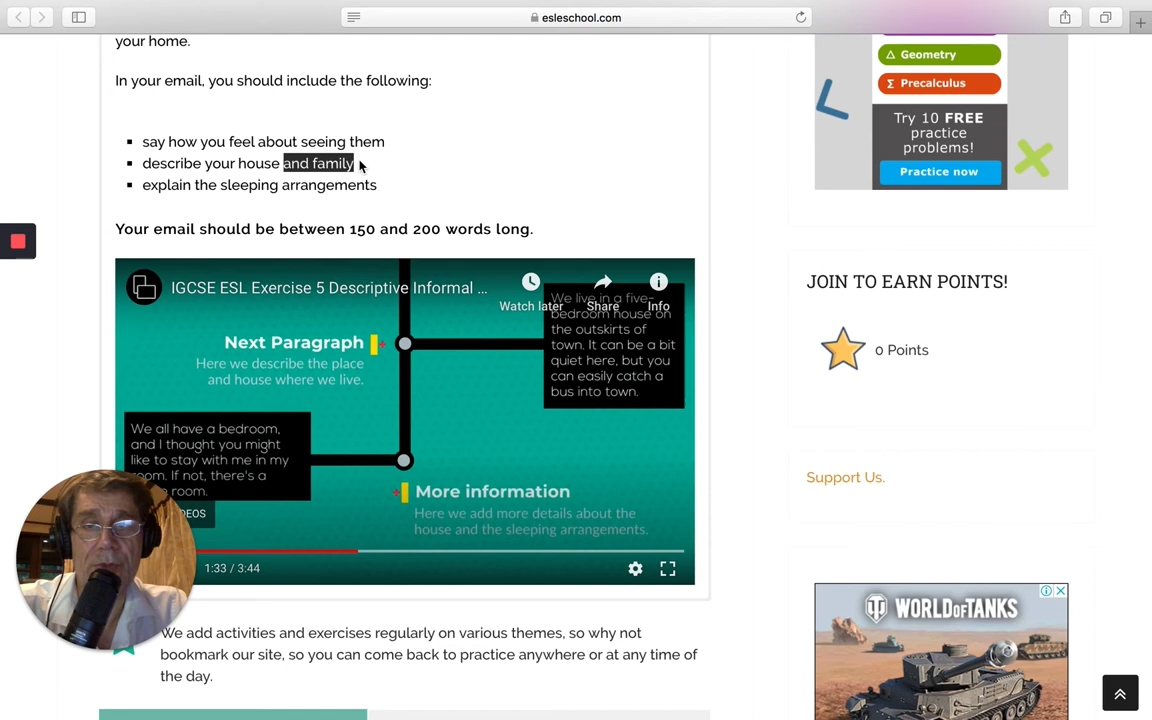 esleschool.com
your home.
In your email, you should include the following:
say how you feel about seeing them
describe your house and family
explain the sleeping arrangements
Your email should be between 150 and 200 words long.
IGCSE ESL Exercise 5 Descriptive Informal ...
Watch later
Share
Info
We live in a five-
bedroom house on
the outskirts of
town. It can be a bit
quiet here, but you
can easily catch a
bus into town.
Next Paragraph
Here we describe the place
and house where we live.
We all have a bedroom,
and I thought you might
like to stay with me in my
room. If not, there's a
room.
More information
Here we add more details about the
house and the sleeping arrangements.
1:33 / 3:44
We add activities and exercises regularly on various themes, so why not
bookmark our site, so you can come back to practice anywhere or at any time of
the day.
Geometry
Σ Precalculus
Try 10 FREE
practice
problems!
Practice now
JOIN TO EARN POINTS!
0 Points
Support Us.
WORLD OF TANKS